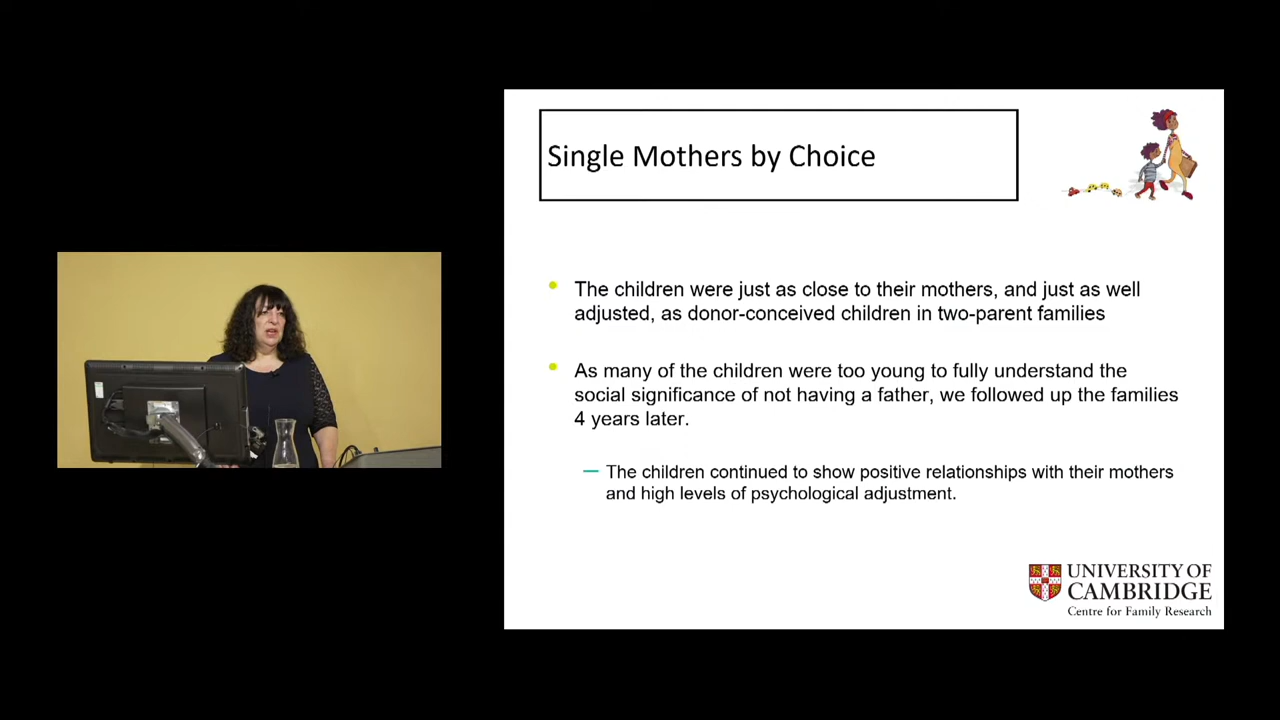 Single Mothers by Choice
The children were just as close to their mothers, and just as well
adjusted, as donor-conceived children in two-parent families
As many of the children were too young to fully understand the
social significance of not having a father, we followed up the families
4 years later.
The children continued to show positive relationships with their mothers
and high levels of psychological adjustment.
UNIVERSITY OF
CAMBRIDGE
Centre for Family Research